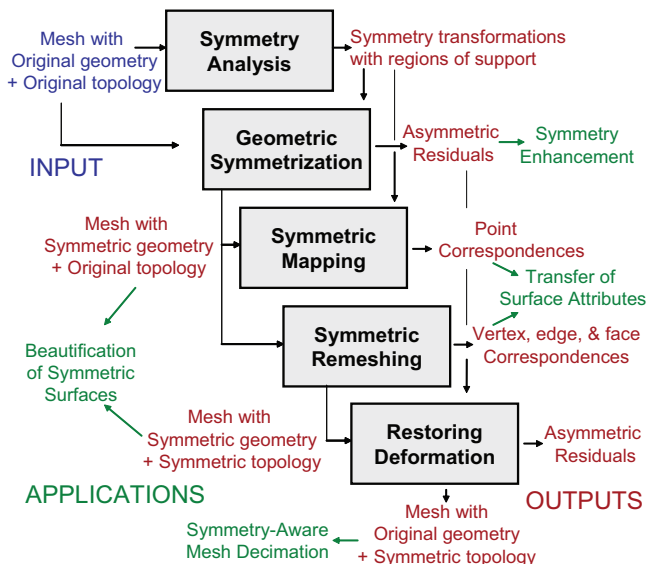 Mesh with
Original geometry
+ Original topology
Symmetry
Analysis
Symmetry transformations
with regions of support
INPUT
Geometric
Symmetrization
Asymmetric
Residuals
Symmetry
Enhancement
Mesh with
Symmetric geometry
+ Original topology
Symmetric
Mapping
Point
Correspondences
Transfer of
Surface Attributes
Beautification
of Symmetric
Surfaces
Symmetric
Remeshing
Vertex, edge, & face
Correspondences
Mesh with
Symmetric geometry
+ Symmetric topology
Restoring
Deformation
Asymmetric
Residuals
APPLICATIONS
OUTPUTS
Symmetry-Aware
Mesh Decimation
Mesh with
Original geometry
+ Symmetric topology